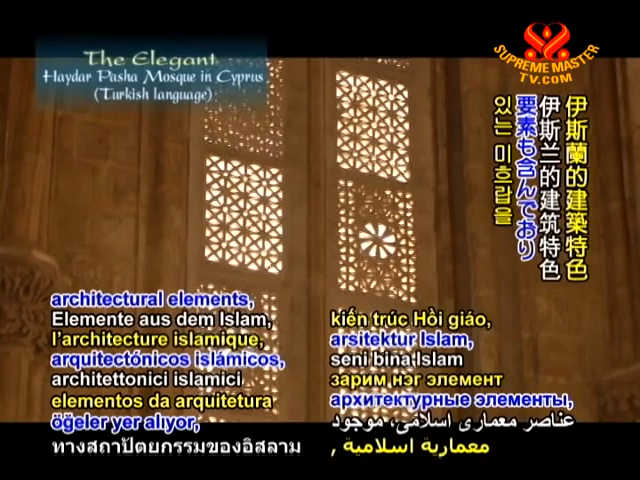 The Elegant
Haydar Pasha Mosque in Cyprus
(Turkish language)
SUPREME MASTER
TV.COM
伊斯蘭的建築特色
伊斯兰的建筑特色
要素も含んでおり
있는 미흐랍을
architectural elements,
Elemente aus dem Islam,
l'architecture islamique,
arquitectónicos islámicos,
architettonici islamici
elementos da arquitetura
öğeler yer alıyor,
ทางสถาปัตยกรรมของอิสลาม
kiến trúc Hồi giáo,
arsitektur Islam,
seni bina Islam
зарим нэг элемент
архитектурные элементы,
عناصر معماری اسلامی، موجود
معمارية اسلامية ,